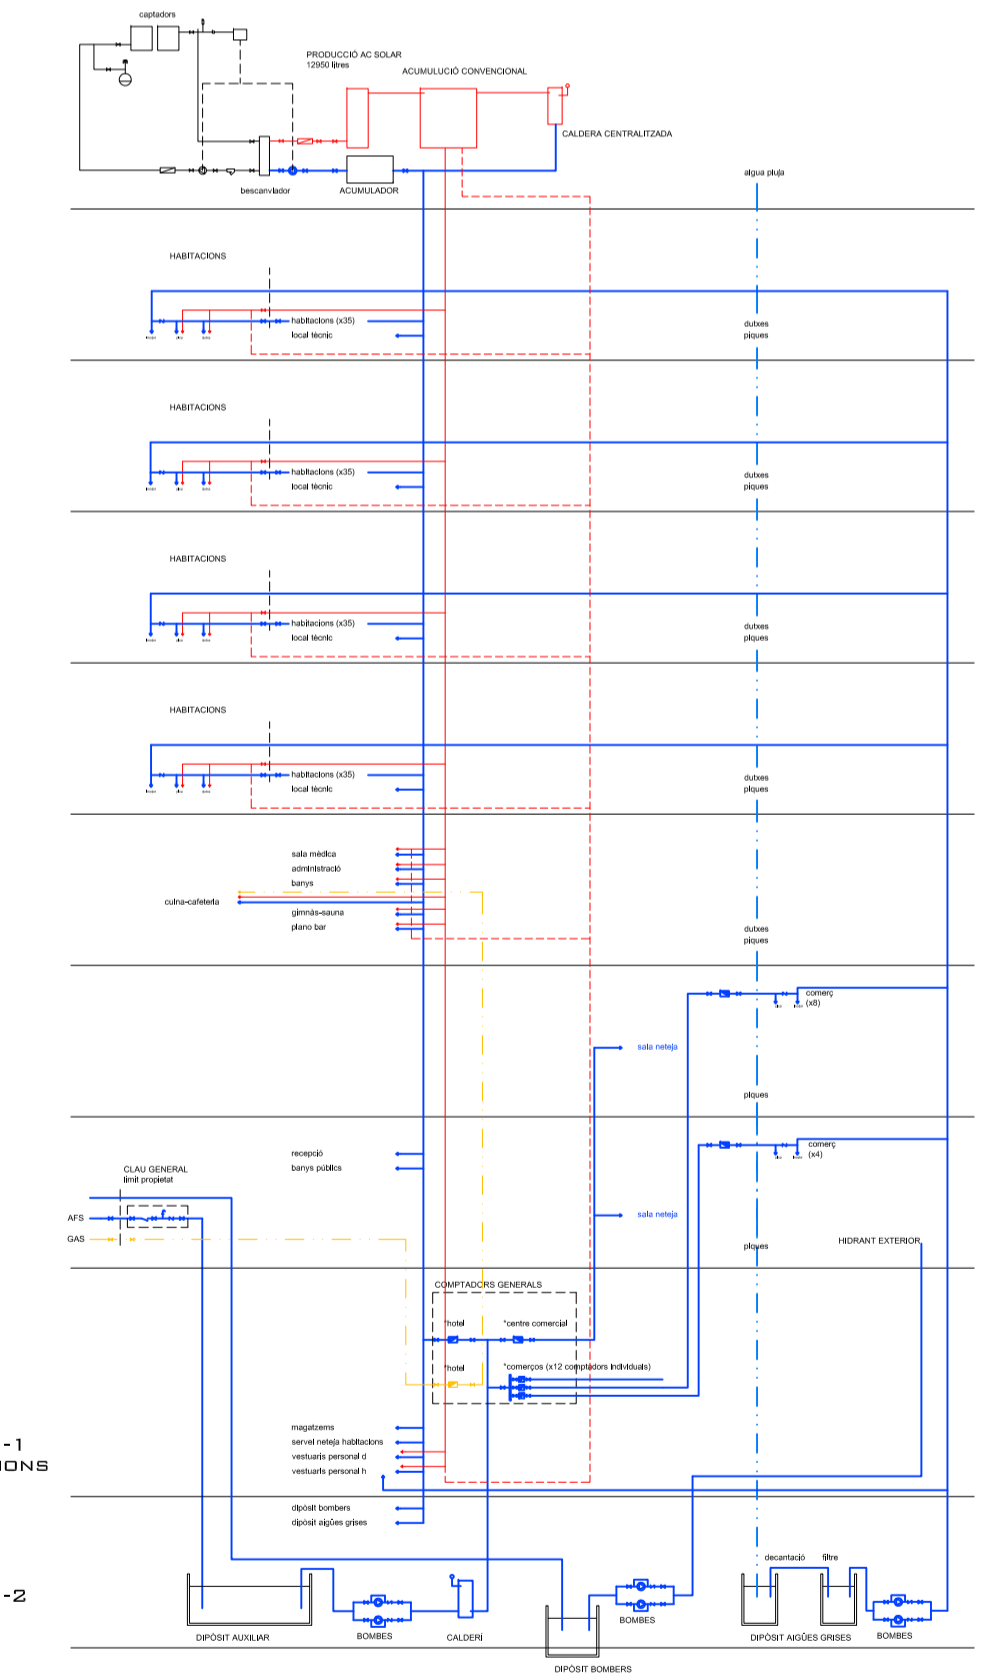 captadors
PRODUCCIÓ AC SOLAR
12950 litres
ACUMULUCIÓ CONVENCIONAL
CALDERA CENTRALITZADA
bescanviador
ACUMULADOR
aigua pluja
HABITACIONS
habitacions (x35)
local tècnic
dutxes
piques
HABITACIONS
habitacions (x35)
local tècnic
dutxes
piques
HABITACIONS
habitacions (x35)
local tècnic
dutxes
piques
HABITACIONS
habitacions (x35)
local tècnic
dutxes
piques
sala mèdica
administració
banys
cuina-cafeteria
gimnàs-sauna
piano bar
dutxes
piques
comerç
(x8)
sala neteja
piques
recepció
banys públics
comerç
(x4)
CLAU GENERAL
limit propietat
AFS
GAS
sala neteja
piques
HIDRANT EXTERIOR
COMPTADORS GENERALS
*hotel
*centre comercial
*hotel
*comerços (x12 comptadors individuals)
magatzems
servei neteja habitacions
vestuaris personal d
vestuaris personal h
-1
IONS
dipòsit bombers
dipòsit aigües grises
-2
decantació
filtre
DIPÒSIT AUXILIAR
BOMBES
CALDERÍ
BOMBES
DIPÒSIT BOMBERS
DIPÒSIT AIGÜES GRISES
BOMBES